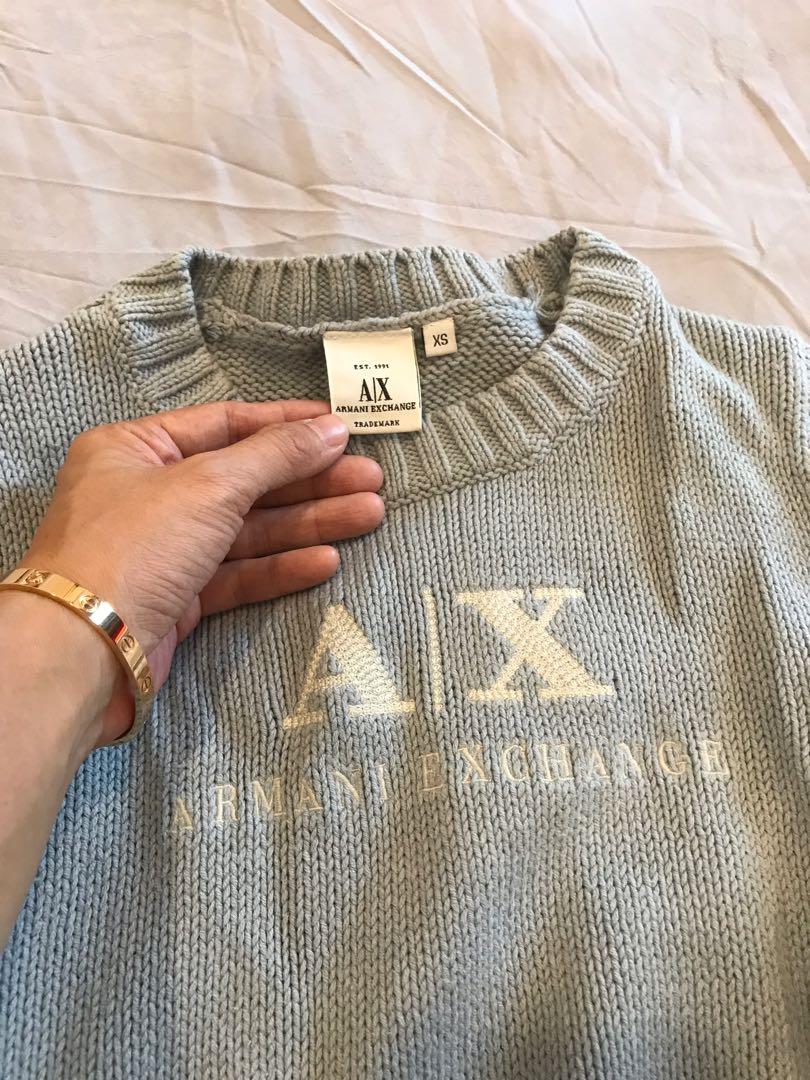 EST. 1991
A|X
ARMANI EXCHANGE
TRADEMARK
XS
A|X
ARMANI EXCHANGE